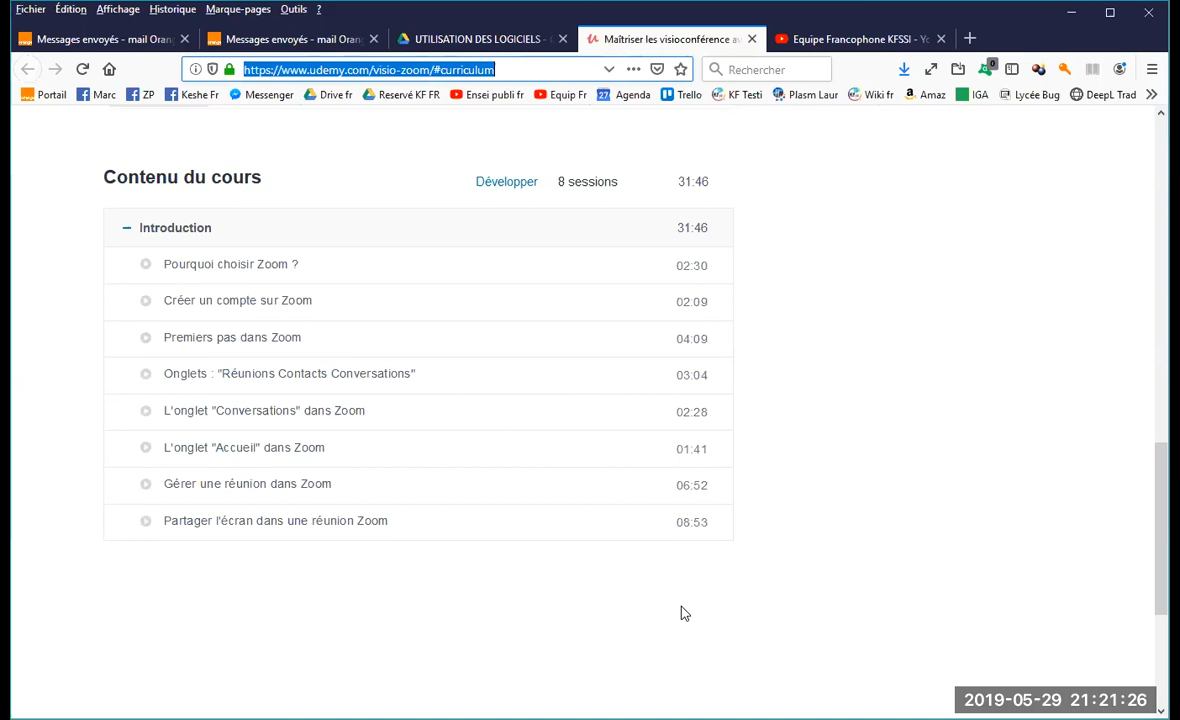 Fichier Édition Affichage Historique Marque-pages Outils ?
Messages envoyés - mail Oran Messages envoyés - mail Oran UTILISATION DES LOGICIELS - Maîtriser les visioconférence av Equipe Francophone KFSSI - Yo
https://www.udemy.com/visio-zoom/#curriculum Rechercher 0
Portail Marc ZP Keshe Fr Messenger Drive fr Reservé KF FR Ensei publi fr Equip Fr 27 Agenda Trello KF Testi Plasm Laur Wiki fr Amaz IGA Lycée Bug DeepL Trad
Contenu du cours Développer 8 sessions 31:46
Introduction 31:46
Pourquoi choisir Zoom ? 02:30
Créer un compte sur Zoom 02:09
Premiers pas dans Zoom 04:09
Onglets : "Réunions Contacts Conversations" 03:04
L'onglet "Conversations" dans Zoom 02:28
L'onglet "Accueil" dans Zoom 01:41
Gérer une réunion dans Zoom 06:52
Partager l'écran dans une réunion Zoom 08:53
2019-05-29 21:21:26